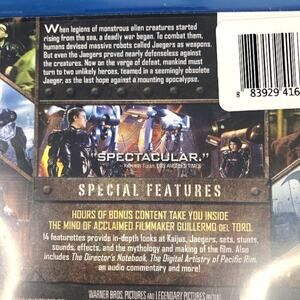 When legions of monstrous alien creatures started
rising from the sea, a deadly war began. To combat them,
humans devised massive robots called Jaegers as weapons.
But even the Jaegers proved nearly defenseless against
the creatures. Now on the verge of defeat, mankind must
turn to two unlikely heroes, teamed in a seemingly obsolete
Jaeger, as the last hope against a mounting apocalypse.
8 83929 416
SPECTACULAR."
Kenneth Turan, LOS ANGELES TIMES
SPECIAL FEATURES
HOURS OF BONUS CONTENT TAKE YOU INSIDE
THE MIND OF ACCLAIMED FILMMAKER GUILLERMO DEL TORO.
14 featurettes provide in-depth looks at Kaijus, Jaegers, sets, stunts,
sounds, effects, and the mythology and making of the film. Also
includes The Director's Notebook, The Digital Artistry of Pacific Rim,
an audio commentary and more!
WARNER BROS. PICTURES AND LEGENDARY PICTURES